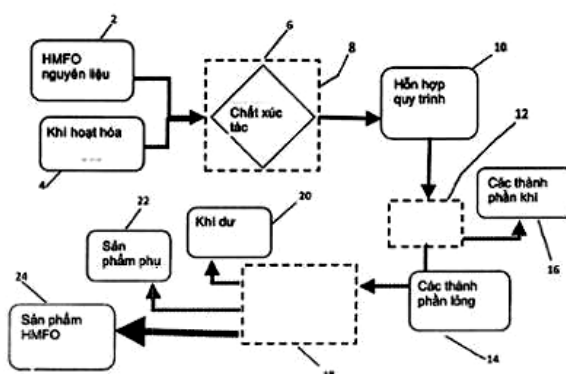 2
HMFO
nguyên liệu
Khí hoạt hóa
4
6
8
Chất xúc
tác
10
Hỗn hợp
quy trình
12
Các thành
phần khí
16
20
Khí dư
22
Sản
phẩm phụ
24
Sản phẩm
HMFO
Các thành
phần lỏng
14